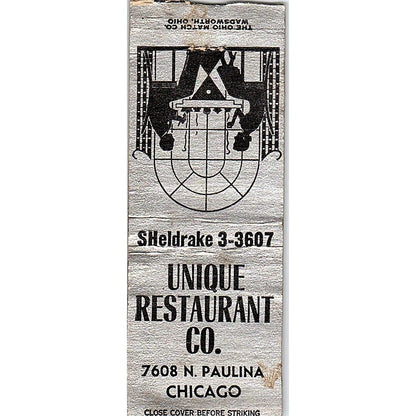 THE OHIO MATCH CO.
WADSWORTH, OHIO
SHeldrake 3-3607
UNIQUE
RESTAURANT
CO.
7608 N. PAULINA
CHICAGO
CLOSE COVER BEFORE STRIKING